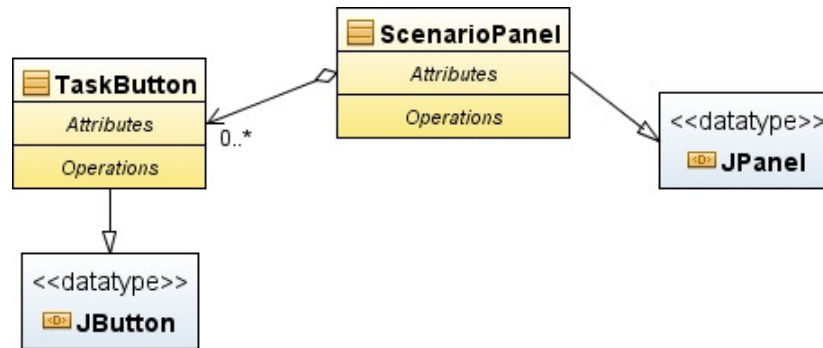 ScenarioPanel
Attributes
Operations
TaskButton
Attributes
Operations
0..*
<<datatype>>
JPanel
<<datatype>>
JButton